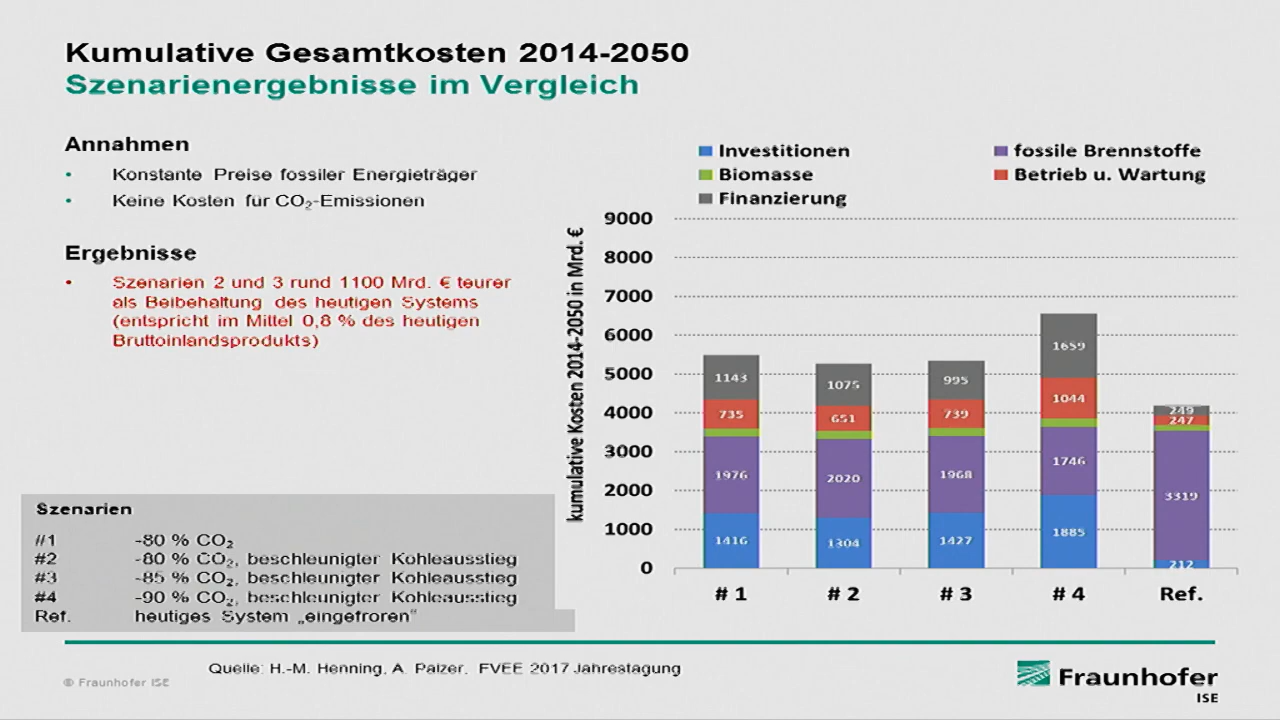 Kumulative Gesamtkosten 2014-2050
Szenarienergebnisse im Vergleich
Annahmen
• Konstante Preise fossiler Energieträger
• Keine Kosten für CO₂-Emissionen
Ergebnisse
• Szenarien 2 und 3 rund 1100 Mrd. € teurer
als Beibehaltung des heutigen Systems
(entspricht im Mittel 0,8 % des heutigen
Bruttoinlandsprodukts)
Szenarien
#1 -80 % CO₂
#2 -80 % CO₂, beschleunigter Kohleausstieg
#3 -85 % CO₂, beschleunigter Kohleausstieg
#4 -90 % CO₂, beschleunigter Kohleausstieg
Ref. heutiges System „eingefroren“
Investitionen fossile Brennstoffe
Biomasse Betrieb u. Wartung
Finanzierung
kumulative Kosten 2014-2050 in Mrd. €
9000
8000
7000
6000
5000
4000
3000
2000
1000
0
1143 1075 995 1659 249
735 651 739 1044 247
1976 2020 1968 1746 3319
1416 1304 1427 1885 212
# 1 # 2 # 3 # 4 Ref.
Quelle: H.-M. Henning, A. Palzer, FVEE 2017 Jahrestagung
© Fraunhofer ISE
Fraunhofer
ISE